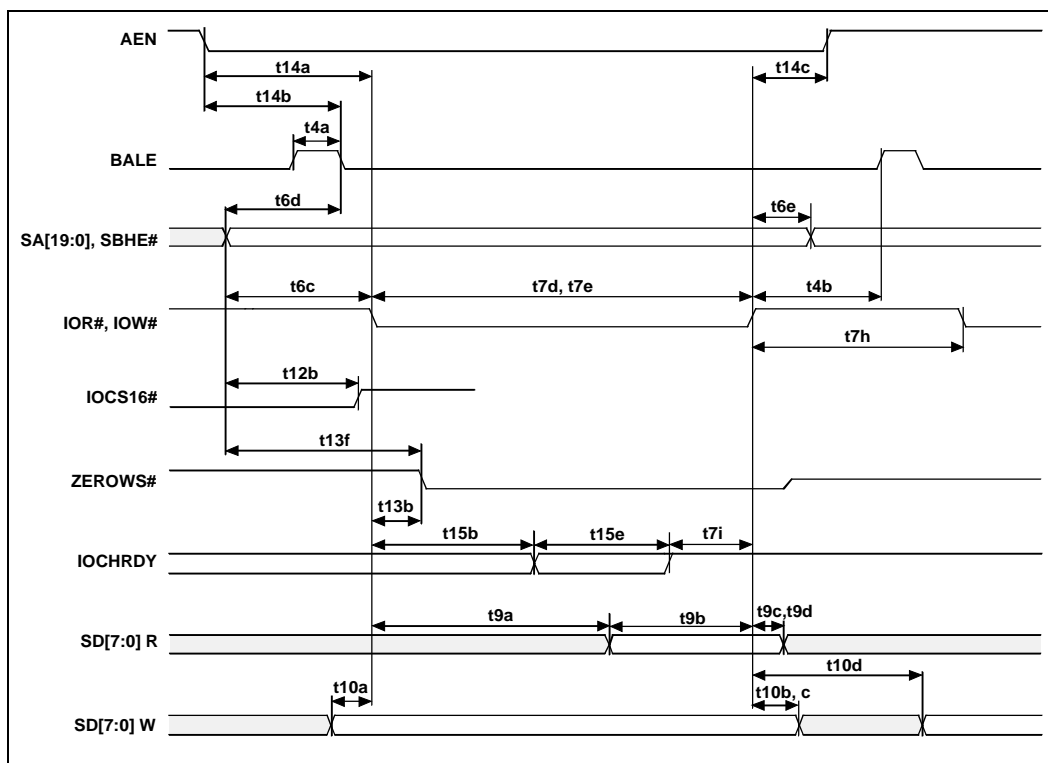 AEN
t14a
t14c
t14b
t4a
BALE
t6d
t6e
SA[19:0], SBHE#
t6c
t7d, t7e
t4b
IOR#, IOW#
t7h
t12b
IOCS16#
t13f
ZEROWS#
t13b
t15b
t15e
t7i
IOCHRDY
t9a
t9b
t9c,t9d
SD[7:0] R
t10d
t10a
t10b, c
SD[7:0] W